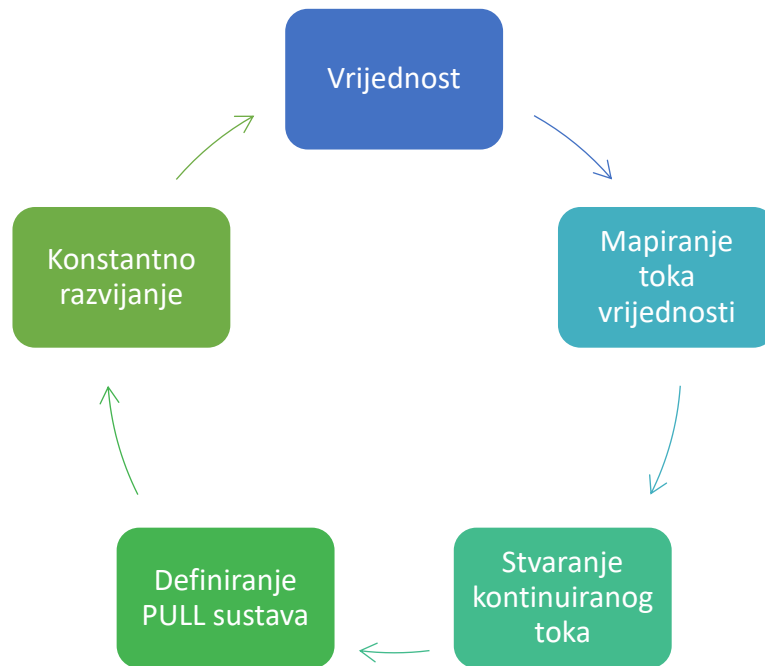 Vrijednost
Mapiranje
toka
vrijednosti
Stvaranje
kontinuiranog
toka
Definiranje
PULL sustava
Konstantno
razvijanje